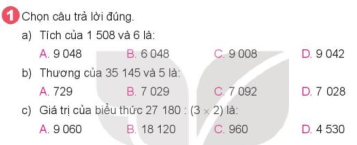 1 Chọn câu trả lời đúng.
a) Tích của 1 508 và 6 là:
A. 9 048 B. 6 048 C. 9 008 D. 9 042
b) Thương của 35 145 và 5 là:
A. 729 B. 7 029 C. 7 092 D. 7 028
c) Giá trị của biểu thức 27 180 : (3 × 2) là:
A. 9 060 B. 18 120 C. 960 D. 4 530